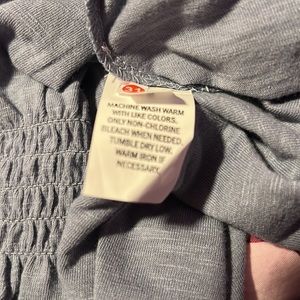 MACHINE WASH WARM
WITH LIKE COLORS,
ONLY NON-CHLORINE
BLEACH WHEN NEEDED,
TUMBLE DRY LOW,
WARM IRON IF
NECESSARY.